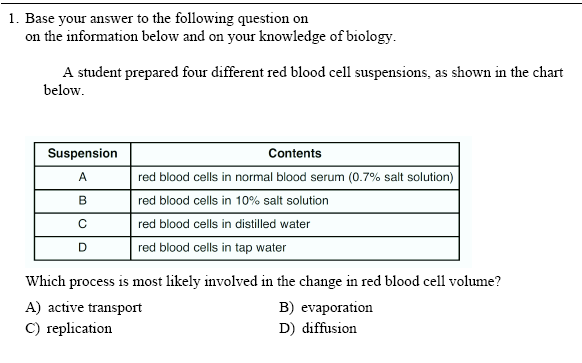 1. Base your answer to the following question on
on the information below and on your knowledge of biology.
A student prepared four different red blood cell suspensions, as shown in the chart
below.
Suspension Contents
A red blood cells in normal blood serum (0.7% salt solution)
B red blood cells in 10% salt solution
C red blood cells in distilled water
D red blood cells in tap water
Which process is most likely involved in the change in red blood cell volume?
A) active transport B) evaporation
C) replication D) diffusion